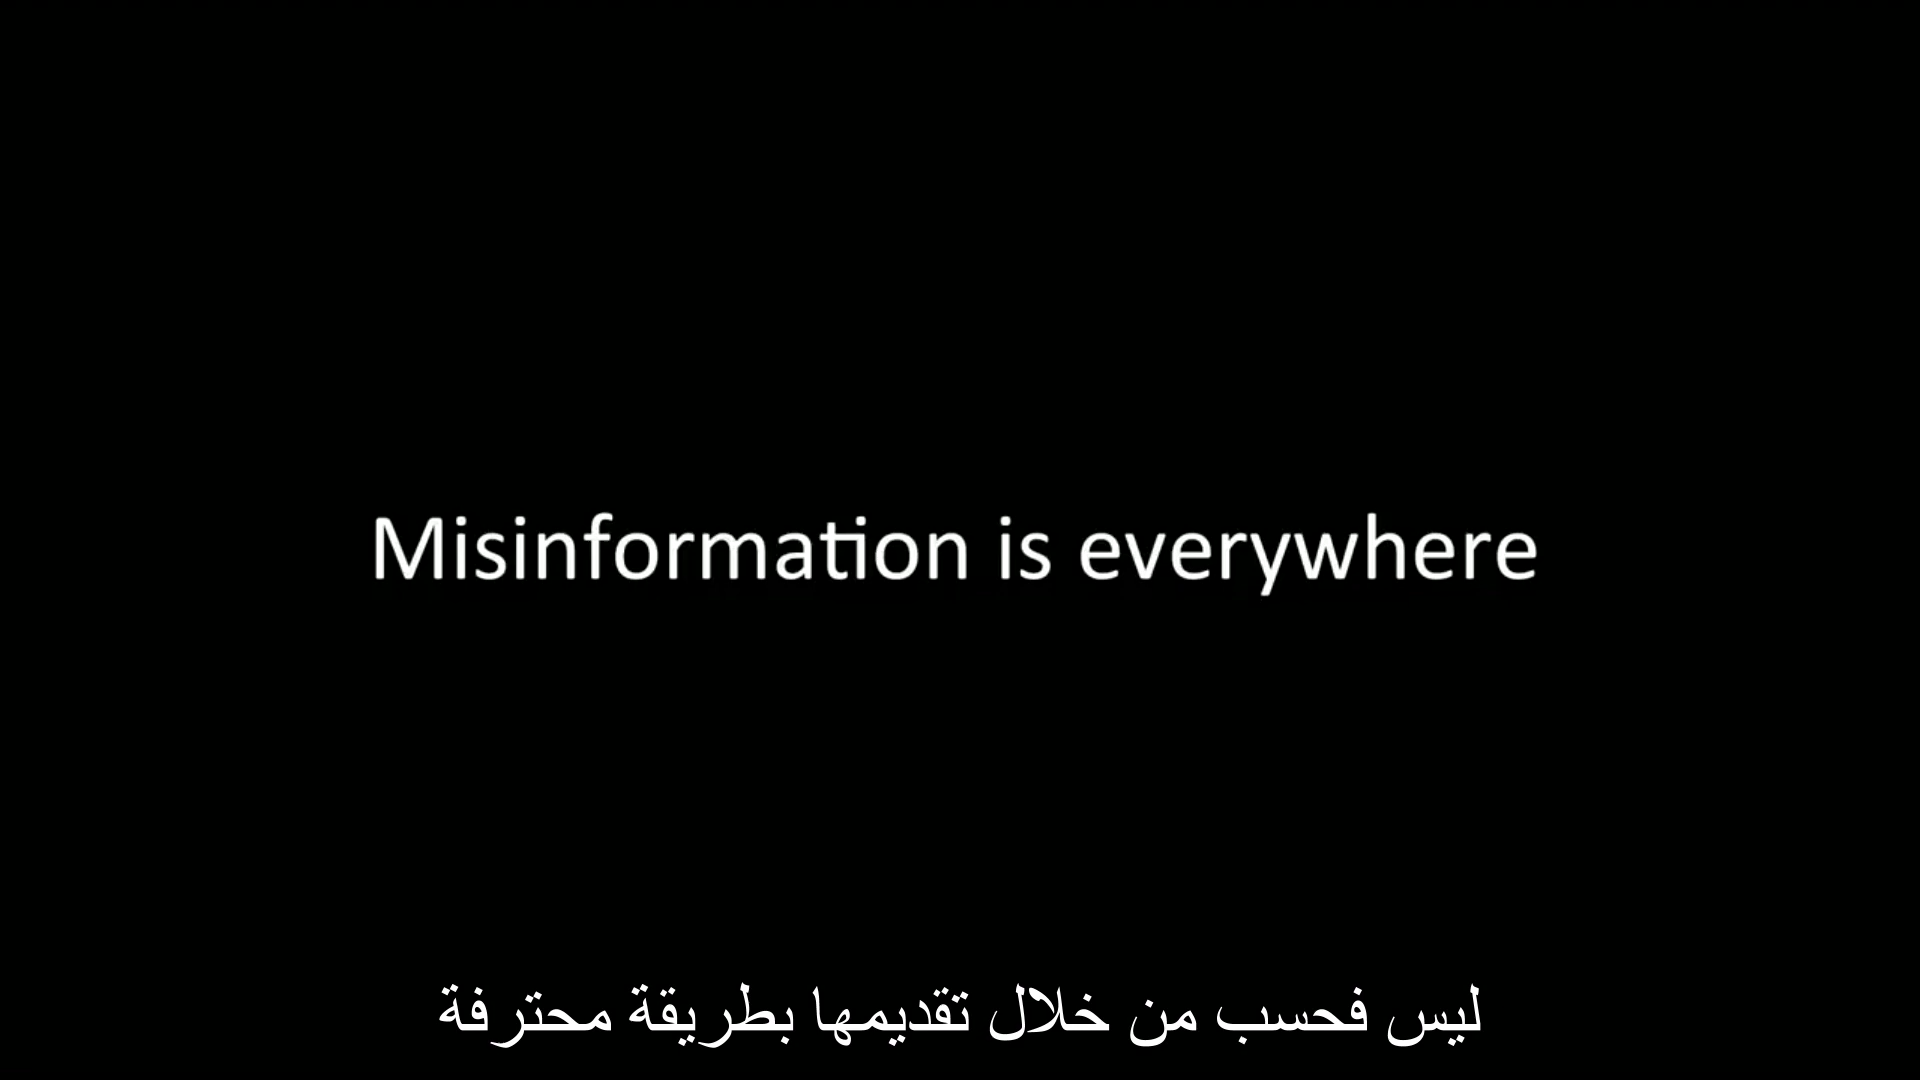 Misinformation is everywhere
ليس فحسب من خلال تقديمها بطريقة محترفة